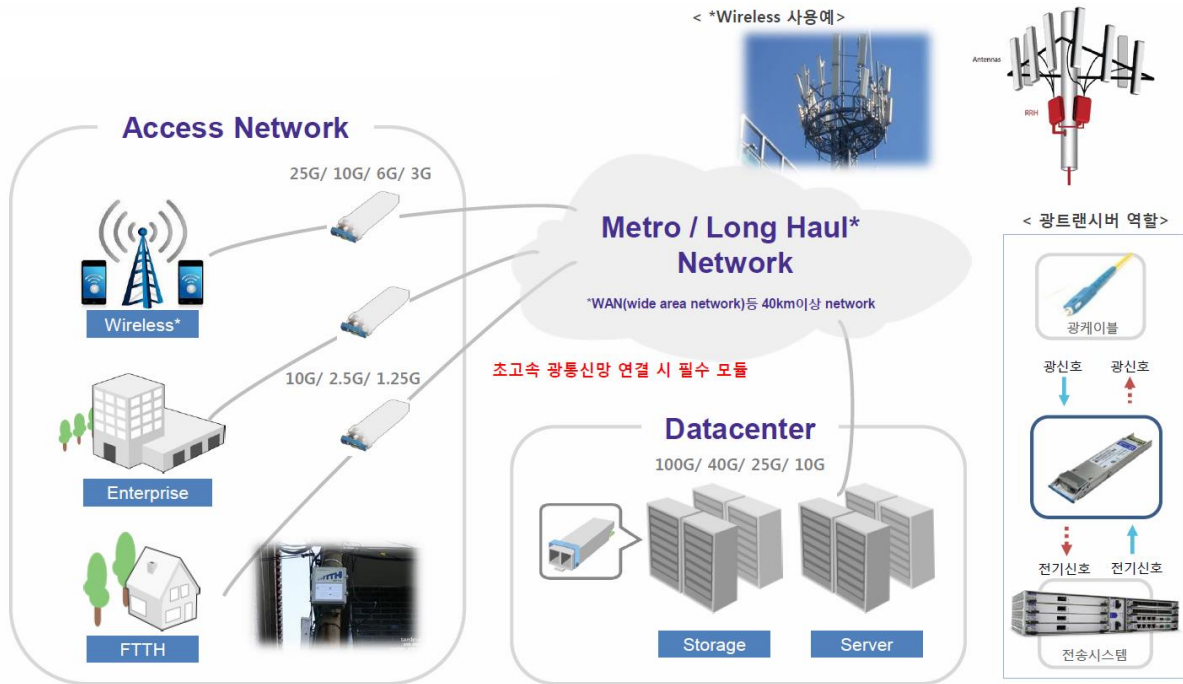 < *Wireless 사용예>
Antennas
RRH
Access Network
25G/ 10G/ 6G/ 3G
Wireless*
10G/ 2.5G/ 1.25G
Enterprise
FTTH
Metro / Long Haul*
Network
*WAN(wide area network)등 40km이상 network
초고속 광통신망 연결 시 필수 모듈
Datacenter
100G/ 40G/ 25G/ 10G
Storage
Server
< 광트랜시버 역할>
광케이블
광신호
광신호
전기신호
전기신호
전송시스템